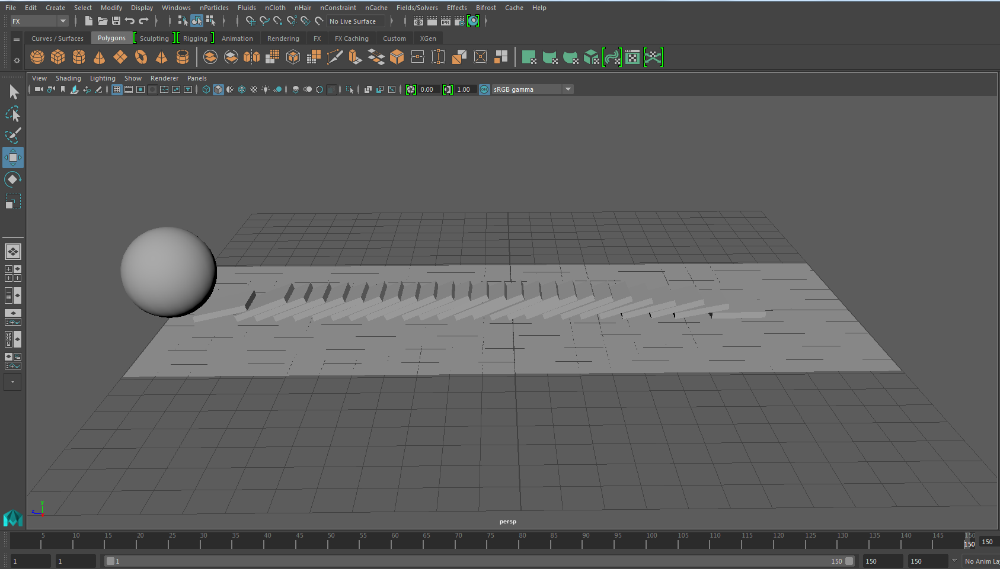 File Edit Create Select Modify Display Windows nParticles Fluids nCloth nHair nConstraint nCache Fields/Solvers Effects Bifrost Cache Help
FX No Live Surface IPR
Curves / Surfaces Polygons Sculpting Rigging Animation Rendering FX FX Caching Custom XGen
View Shading Lighting Show Renderer Panels
0.00 1.00 ON sRGB gamma
y
z
persp
5 10 15 20 25 30 35 40 45 50 55 60 65 70 75 80 85 90 95 100 105 110 115 120 125 130 135 140 145 150
150 150
1 1 1 150 150 150 No Anim La